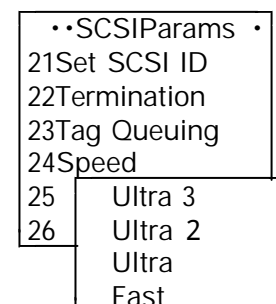 ··SCSIParams ·
21Set SCSI ID
22Termination
23Tag Queuing
24Speed
25
26
Ultra 3
Ultra 2
Ultra
Fast